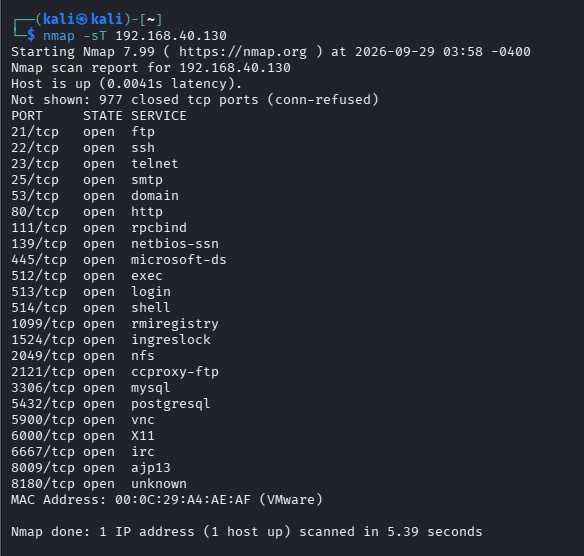 ┌──(kali㉿kali)-[~]
└─$ nmap -sT 192.168.40.130
Starting Nmap 7.99 ( https://nmap.org ) at 2026-09-29 03:58 -0400
Nmap scan report for 192.168.40.130
Host is up (0.0041s latency).
Not shown: 977 closed tcp ports (conn-refused)
PORT     STATE SERVICE
21/tcp   open  ftp
22/tcp   open  ssh
23/tcp   open  telnet
25/tcp   open  smtp
53/tcp   open  domain
80/tcp   open  http
111/tcp  open  rpcbind
139/tcp  open  netbios-ssn
445/tcp  open  microsoft-ds
512/tcp  open  exec
513/tcp  open  login
514/tcp  open  shell
1099/tcp open  rmiregistry
1524/tcp open  ingreslock
2049/tcp open  nfs
2121/tcp open  ccproxy-ftp
3306/tcp open  mysql
5432/tcp open  postgresql
5900/tcp open  vnc
6000/tcp open  X11
6667/tcp open  irc
8009/tcp open  ajp13
8180/tcp open  unknown
MAC Address: 00:0C:29:A4:AE:AF (VMware)

Nmap done: 1 IP address (1 host up) scanned in 5.39 seconds